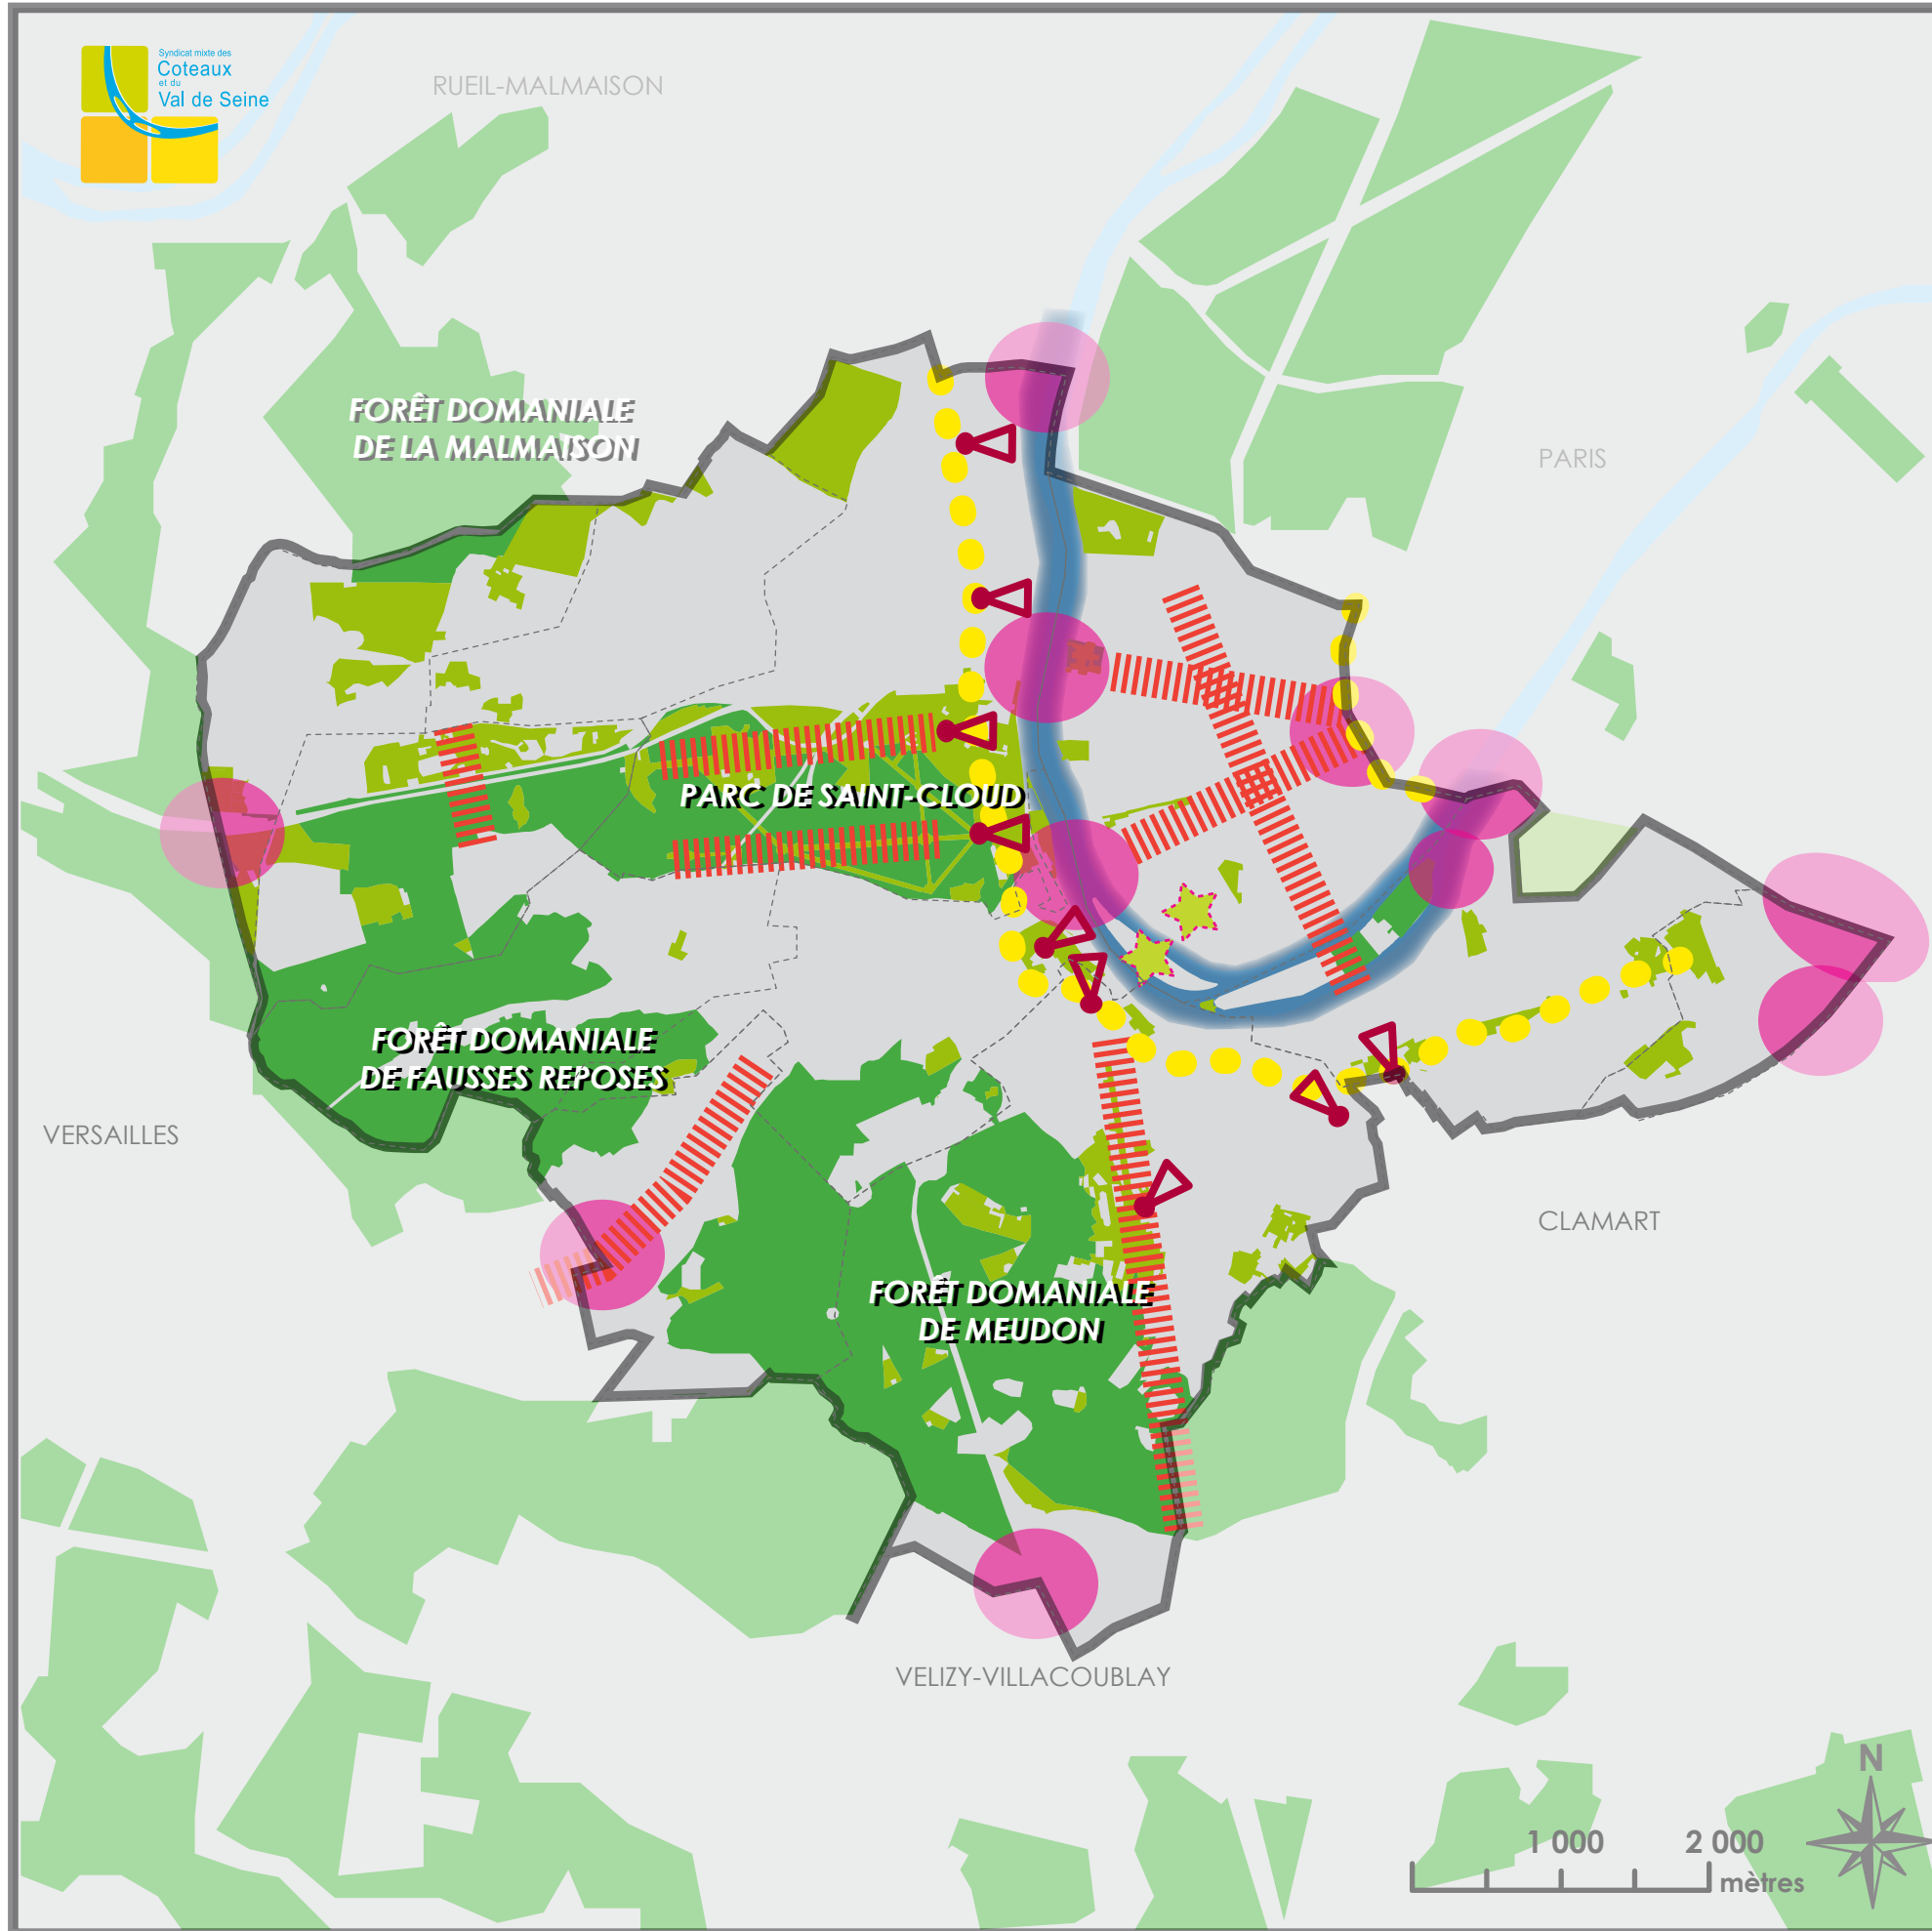 Syndicat mixte des
Coteaux
et du
Val de Seine
RUEIL-MALMAISON
FORÊT DOMANIALE
DE LA MALMAISON
PARIS
PARC DE SAINT-CLOUD
FORÊT DOMANIALE
DE FAUSSES REPOSES
VERSAILLES
CLAMART
FORÊT DOMANIALE
DE MEUDON
VELIZY-VILLACOUBLAY
N
1 000 2 000
mètres